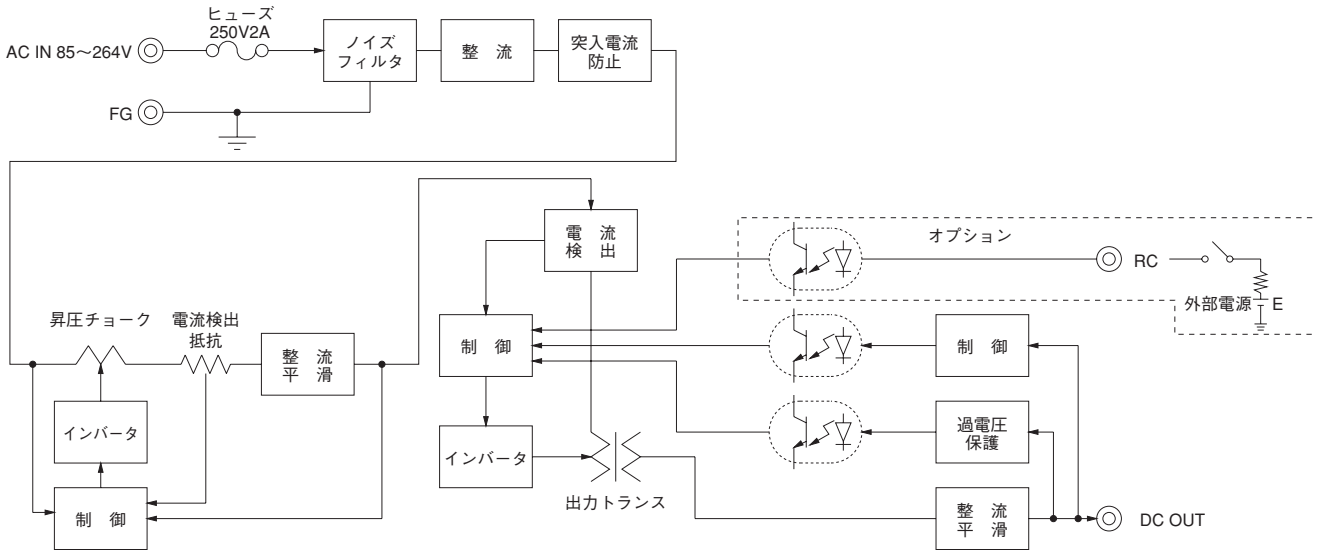 ヒューズ
250V2A
AC IN 85～264V
ノイズ
フィルタ
整 流
突入電流
防止
FG
電 流
検 出
オプション
RC
外部電源
E
昇圧チョーク
電流検出
抵抗
整 流
平 滑
制 御
制 御
インバータ
過電圧
保護
インバータ
出力トランス
制 御
整 流
平 滑
DC OUT